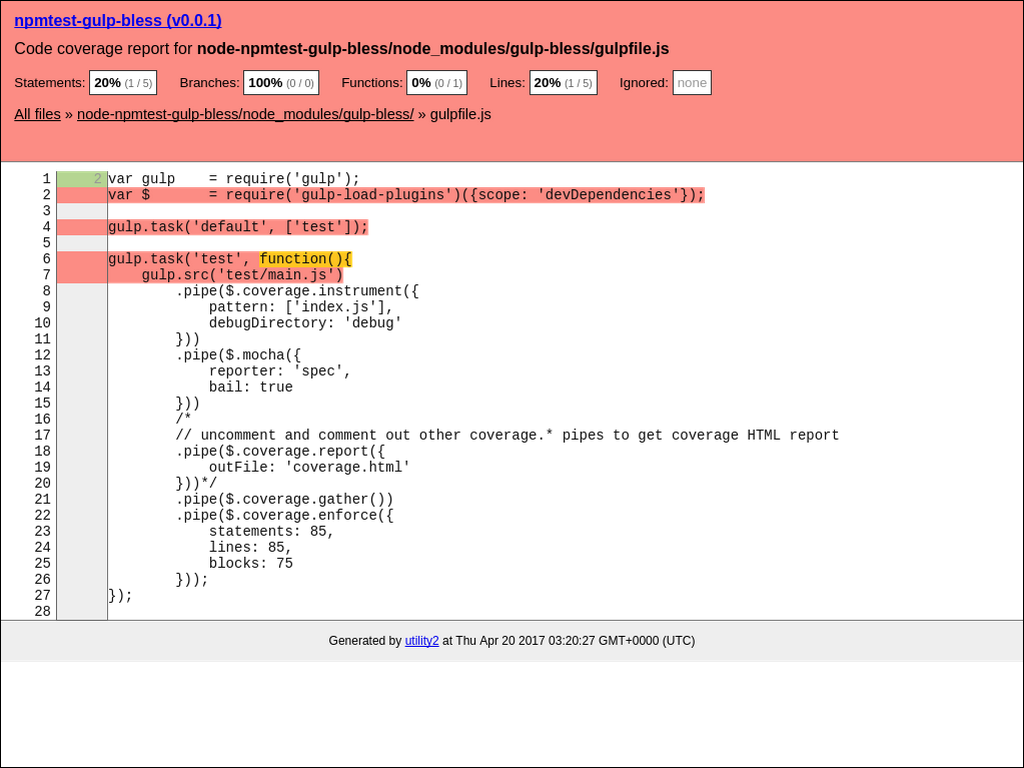 npmtest-gulp-bless (v0.0.1)
Code coverage report for node-npmtest-gulp-bless/node_modules/gulp-bless/gulpfile.js
Statements: 20% (1 / 5) Branches: 100% (0 / 0) Functions: 0% (0 / 1) Lines: 20% (1 / 5) Ignored: none
All files » node-npmtest-gulp-bless/node_modules/gulp-bless/ » gulpfile.js
1 2 var gulp    = require('gulp');
2 var $       = require('gulp-load-plugins')({scope: 'devDependencies'});
3
4 gulp.task('default', ['test']);
5
6 gulp.task('test', function(){
7     gulp.src('test/main.js')
8         .pipe($.coverage.instrument({
9             pattern: ['index.js'],
10             debugDirectory: 'debug'
11         }))
12         .pipe($.mocha({
13             reporter: 'spec',
14             bail: true
15         }))
16         /*
17         // uncomment and comment out other coverage.* pipes to get coverage HTML report
18         .pipe($.coverage.report({
19             outFile: 'coverage.html'
20         }))*/
21         .pipe($.coverage.gather())
22         .pipe($.coverage.enforce({
23             statements: 85,
24             lines: 85,
25             blocks: 75
26         }));
27 });
28
Generated by utility2 at Thu Apr 20 2017 03:20:27 GMT+0000 (UTC)